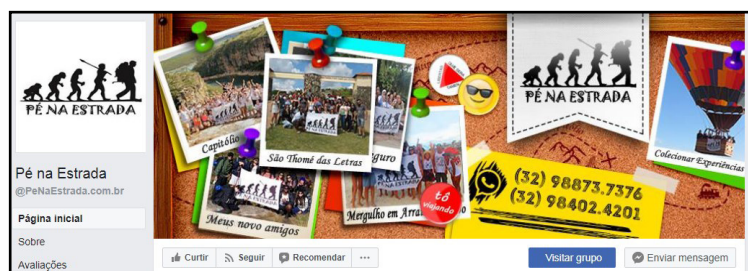 PÉ NA ESTRADA
Pé na Estrada
@PeNaEstrada.com.br
Página inicial
Sobre
Avaliações
Capitólio
São Thomé das Letras
guro
Meus novo amigos
Mergulho em Arra
tô
viajando
PÉ NA ESTRADA
Colecionar Experiências
(32) 98873.7376
(32) 98402.4201
Curtir
Seguir
Recomendar
Visitar grupo
Enviar mensagem